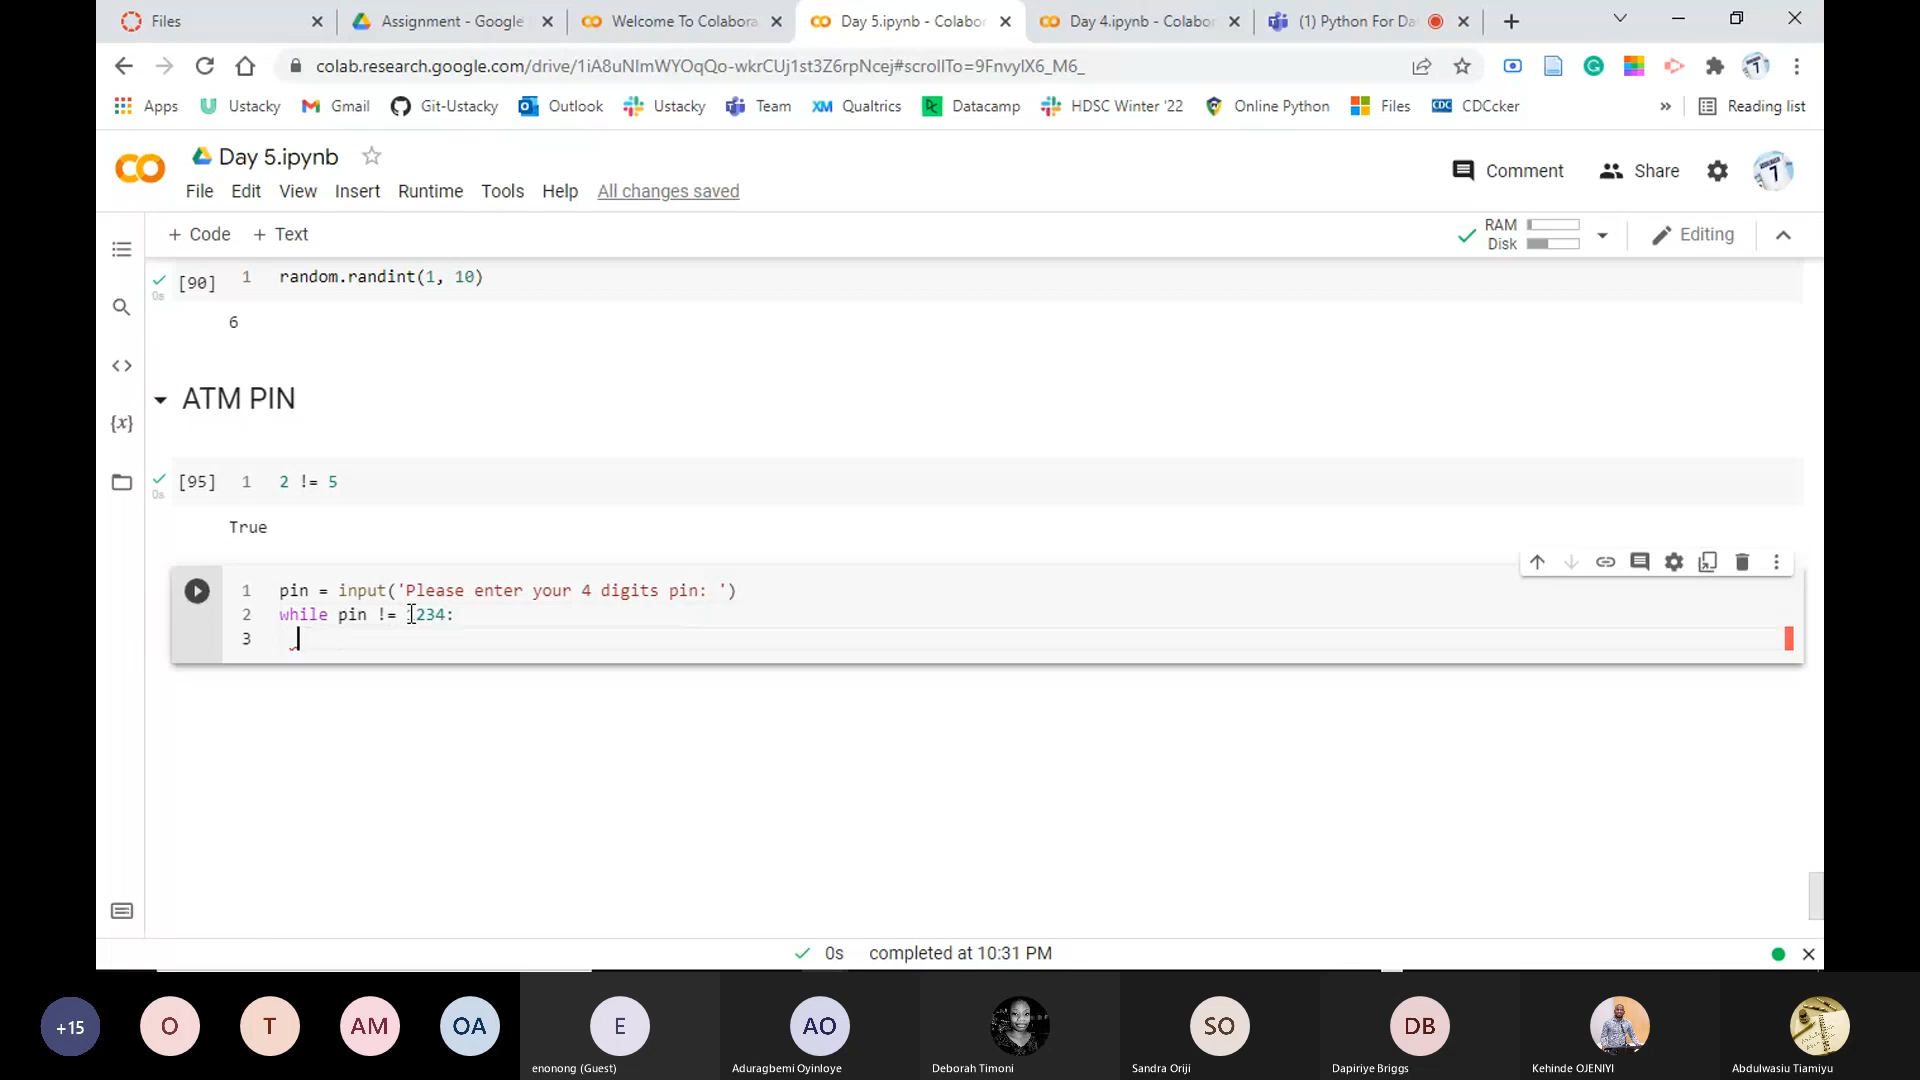 Files
Assignment - Google
Welcome To Colabora
Day 5.ipynb - Colabor
Day 4.ipynb - Colabor
(1) Python For Da
colab.research.google.com/drive/1iA8uNImWYOqQo-wkrCUj1st3Z6rpNcej#scrollTo=9FnvylX6_M6_
Apps
Ustacky
Gmail
Git-Ustacky
Outlook
Ustacky
Team
XM Qualtrics
Datacamp
HDSC Winter '22
Online Python
Files
CDC CDCcker
»
Reading list
Day 5.ipynb
Comment
Share
File Edit View Insert Runtime Tools Help All changes saved
+ Code + Text
RAM
Disk
Editing
[90] 1 random.randint(1, 10)
0s
6
ATM PIN
{x}
[95] 1 2 != 5
0s
True
1 pin = input('Please enter your 4 digits pin: ')
2 while pin != 1234:
3
0s completed at 10:31 PM
+15
O
T
AM
OA
E
AO
SO
DB
enonong (Guest)
Aduragbemi Oyinloye
Deborah Timoni
Sandra Oriji
Dapiriye Briggs
Kehinde OJENIYI
Abdulwasiu Tiamiyu